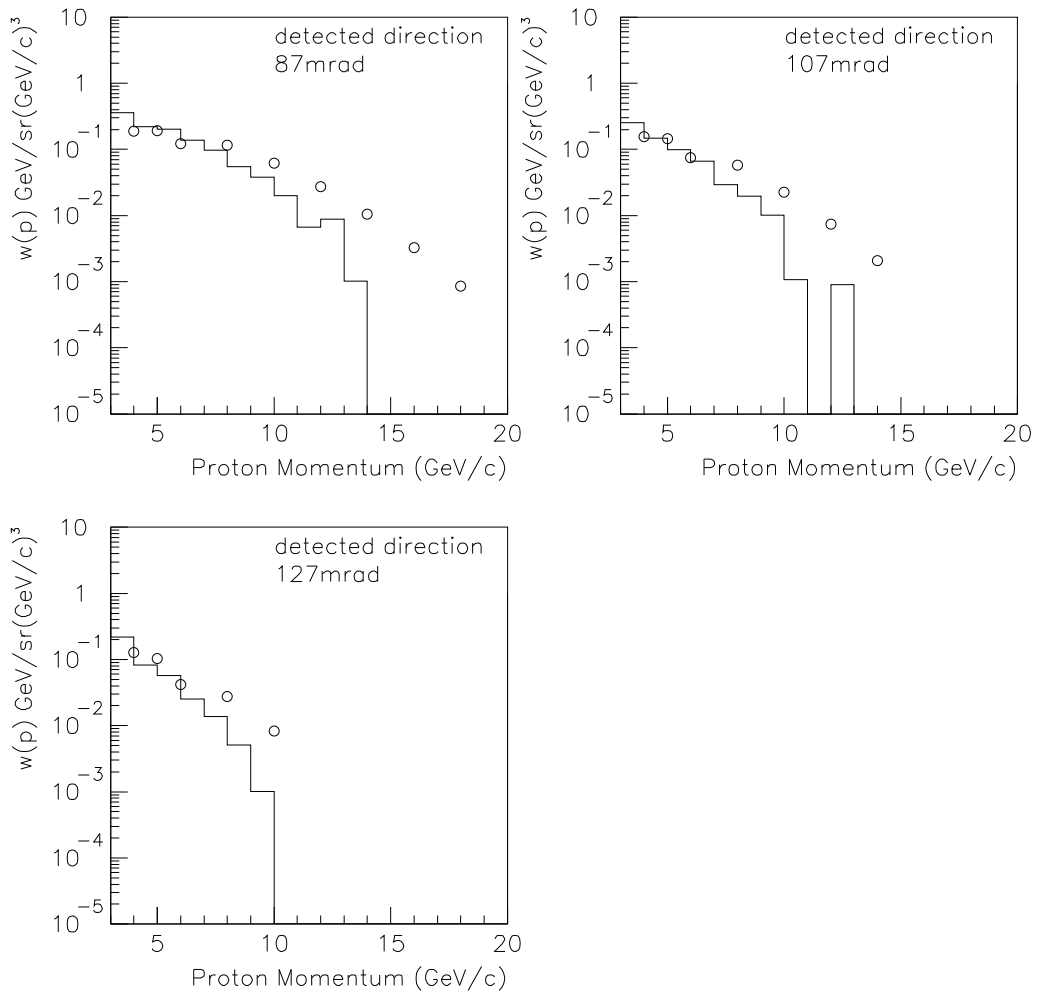 w(p) GeV/sr(GeV/c)³
10
1
10⁻¹
10⁻²
10⁻³
10⁻⁴
10⁻⁵
detected direction
87mrad
5 10 15 20
Proton Momentum (GeV/c)
w(p) GeV/sr(GeV/c)³
10
1
10⁻¹
10⁻²
10⁻³
10⁻⁴
10⁻⁵
detected direction
107mrad
5 10 15 20
Proton Momentum (GeV/c)
w(p) GeV/sr(GeV/c)³
10
1
10⁻¹
10⁻²
10⁻³
10⁻⁴
10⁻⁵
detected direction
127mrad
5 10 15 20
Proton Momentum (GeV/c)